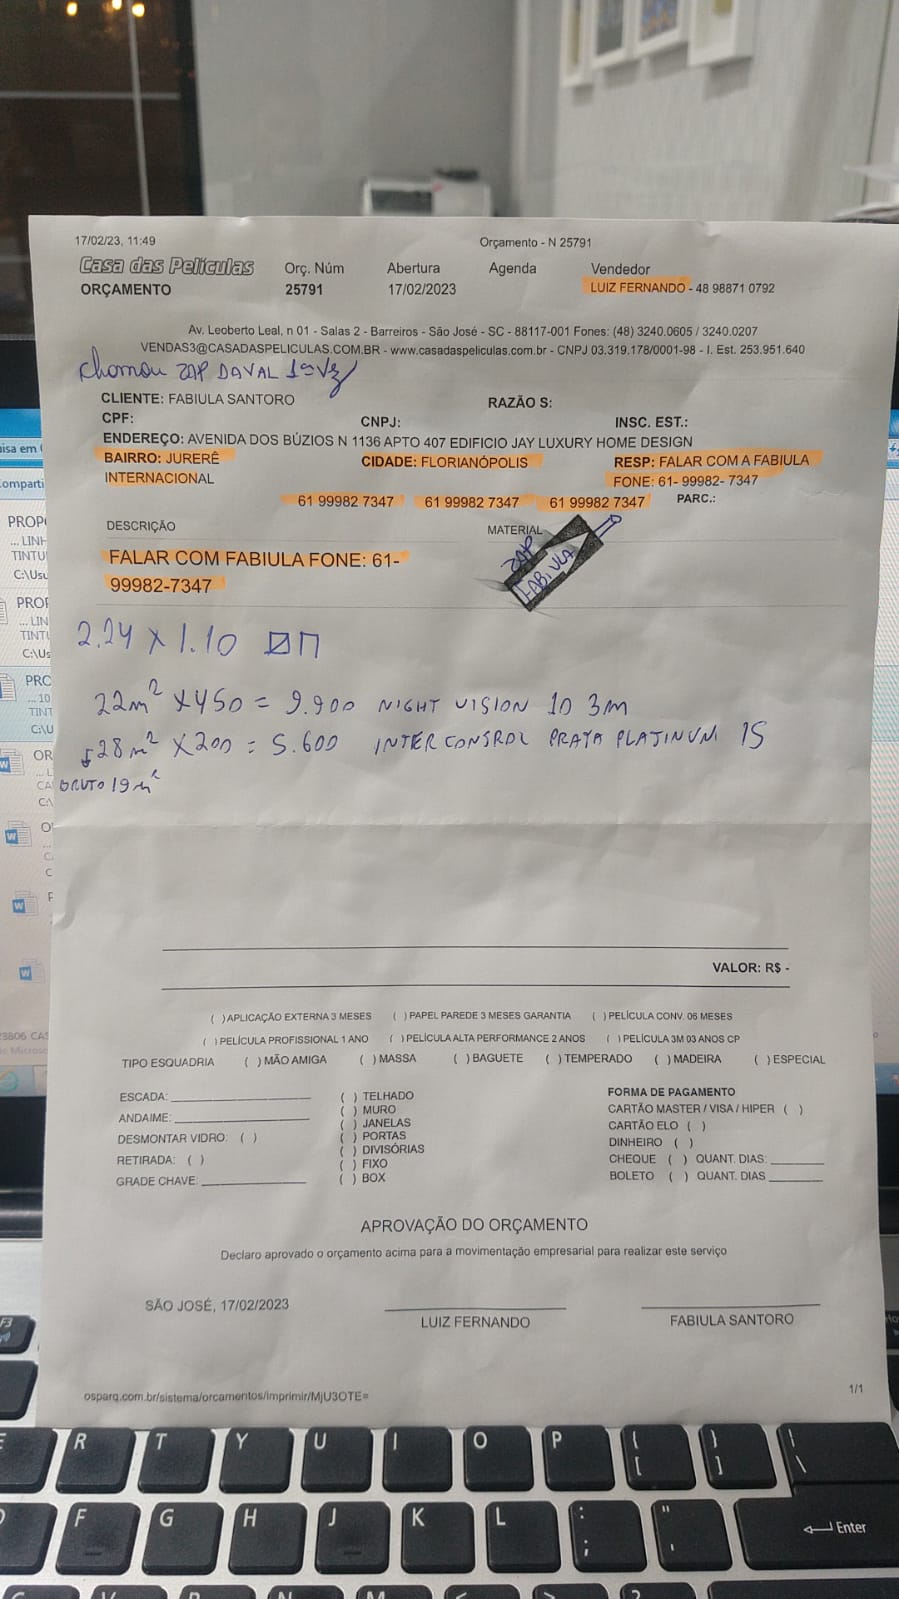 17/02/23, 11:49 Orçamento - N 25791
Casa das Películas Orç. Núm Abertura Agenda Vendedor
ORÇAMENTO 25791 17/02/2023 LUIZ FERNANDO - 48 98871 0792
Av. Leoberto Leal, n 01 - Salas 2 - Barreiros - São José - SC - 88117-001 Fones: (48) 3240.0605 / 3240.0207
VENDAS3@CASADASPELICULAS.COM.BR - www.casadaspeliculas.com.br - CNPJ 03.319.178/0001-98 - I. Est. 253.951.640
chamou ZAP DAVAL 1ª Vez
CLIENTE: FABIULA SANTORO RAZÃO S:
CPF: CNPJ: INSC. EST.:
ENDEREÇO: AVENIDA DOS BÚZIOS N 1136 APTO 407 EDIFICIO JAY LUXURY HOME DESIGN
BAIRRO: JURERÊ CIDADE: FLORIANÓPOLIS RESP: FALAR COM A FABIULA
INTERNACIONAL FONE: 61- 99982- 7347
61 99982 7347 61 99982 7347 61 99982 7347 PARC.:
DESCRIÇÃO MATERIAL
ZAP
FABIULA
FALAR COM FABIULA FONE: 61-
99982-7347
2.24 x 1.10
22m² x450 = 9.900 NIGHT VISION 10 3m
28m² x200 = 5.600 INTER CONTROL PRATA PLATINUM 15
BRUTO 19m²
VALOR: R$ -
( )APLICAÇÃO EXTERNA 3 MESES ( )PAPEL PAREDE 3 MESES GARANTIA ( )PELÍCULA CONV. 06 MESES
( )PELÍCULA PROFISSIONAL 1 ANO ( )PELÍCULA ALTA PERFORMANCE 2 ANOS ( )PELÍCULA 3M 03 ANOS CP
TIPO ESQUADRIA ( )MÃO AMIGA ( )MASSA ( )BAGUETE ( )TEMPERADO ( )MADEIRA ( )ESPECIAL
ESCADA: ( ) TELHADO FORMA DE PAGAMENTO
( ) MURO CARTÃO MASTER / VISA / HIPER ( )
ANDAIME: ( ) JANELAS CARTÃO ELO ( )
DESMONTAR VIDRO: ( ) ( ) PORTAS DINHEIRO ( )
( ) DIVISÓRIAS
RETIRADA: ( ) ( ) FIXO CHEQUE ( ) QUANT. DIAS:
GRADE CHAVE: ( ) BOX BOLETO ( ) QUANT. DIAS
APROVAÇÃO DO ORÇAMENTO
Declaro aprovado o orçamento acima para a movimentação empresarial para realizar este serviço
SÃO JOSÉ, 17/02/2023
LUIZ FERNANDO FABIULA SANTORO
osparq.com.br/sistema/orcamentos/imprimir/MjU3OTE= 1/1
R T Y U I O P { [ } ] | \
F G H J K L : ; " ' Enter